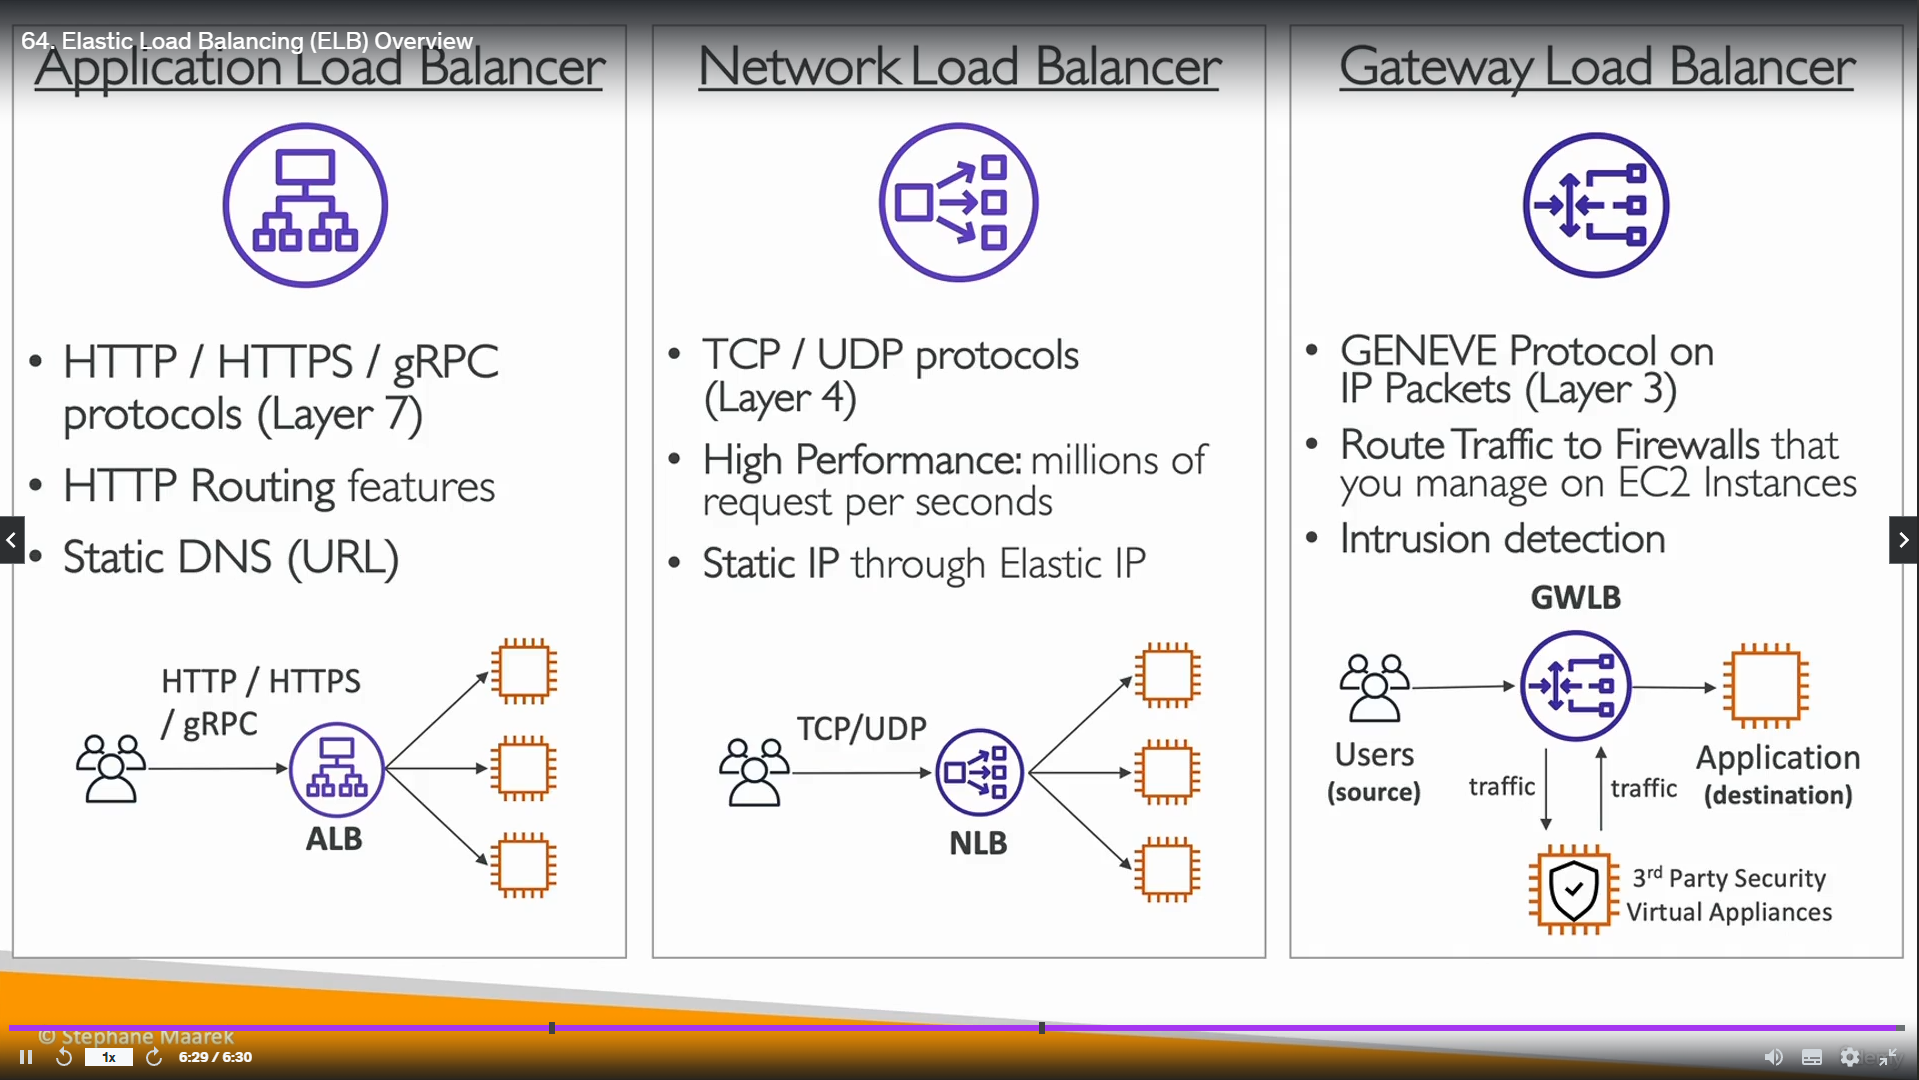 64. Elastic Load Balancing (ELB) Overview
Application Load Balancer
HTTP / HTTPS / gRPC
protocols (Layer 7)
HTTP Routing features
Static DNS (URL)
HTTP / HTTPS
/ gRPC
ALB
Network Load Balancer
TCP / UDP protocols
(Layer 4)
High Performance: millions of
request per seconds
Static IP through Elastic IP
TCP/UDP
NLB
Gateway Load Balancer
GENEVE Protocol on
IP Packets (Layer 3)
Route Traffic to Firewalls that
you manage on EC2 Instances
Intrusion detection
GWLB
Users
(source)
Application
(destination)
traffic
traffic
3rd Party Security
Virtual Appliances
© Stephane Maarek
1x
6:29 / 6:30